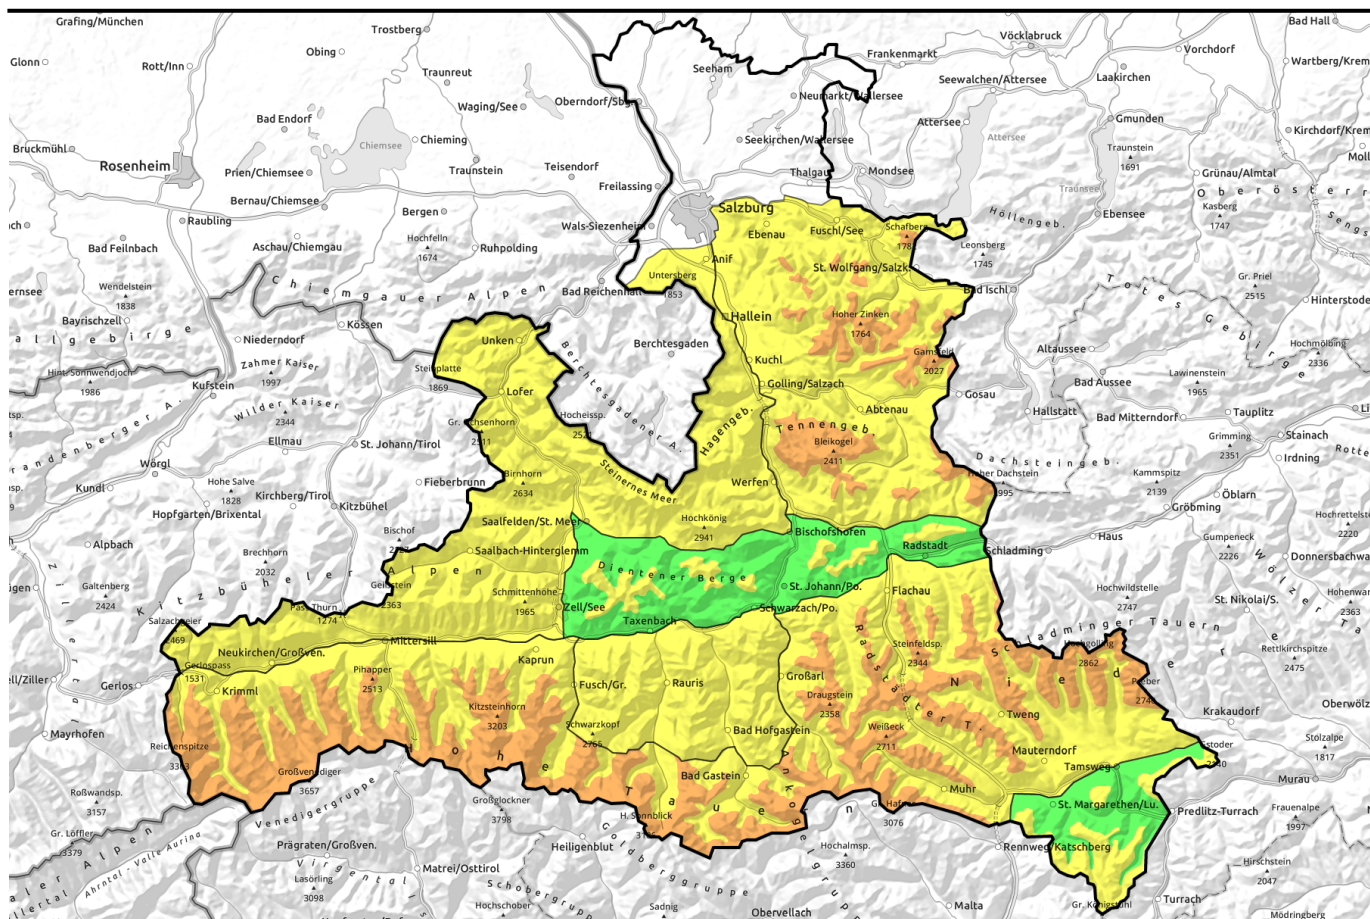 Grafing/München
Trostberg
Bad Hall
Obing
Vöcklabruck
Glonn
Rott/Inn
Traunreut
Seeham
Frankenmarkt
Vorchdorf
Wartberg/Krem
Seewalchen/Attersee
Laakirchen
Waging/See
Oberndorf/Sbg.
Neumarkt/Wallersee
Bad Endorf
Attersee
Attersee
Gmunden
Kirchdorf/Krem
Bruckmühl
Chiemsee
Chieming
Seekirchen/Wallersee
Traunstein
1691
Rosenheim
Prien/Chiemsee
Traunstein
Teisendorf
Thalgau
Mondsee
Grünau/Almtal
Freilassing
Traunsee
Oberösterr
Bernau/Chiemsee
Bergen
Salzburg
Kasberg
1747
Raubling
Wals-Siezenheim
Ebenau
Fuschl/See
Schafberg
Höllengeb.
Ebensee
Sengs
Bad Feilnbach
Aschau/Chiemgau
Hochfelln
1674
Ruhpolding
Anif
St. Wolfgang/Salzk.
Leonsberg
1745
Untersberg
1853
Wendelstein
1838
Chiemgauer Alpen
Bad Reichenhall
Bad Ischl
Totes Gebirge
Gr. Priel
2515
Hinterstode
Bayrischzell
Kössen
Hallein
Hoher Zinken
1764
Niederndorf
Unken
Berchtesgaden
Altaussee
Hochmölbing
2336
Zahmer Kaiser
1997
Kuchl
Gamsfeld
2027
Hint. Sonnwendjoch
1986
Kufstein
Steinplatte
1869
Berchtesgadener A.
Golling/Salzach
Bad Aussee
Lawinenstein
1965
Lofer
Gosau
Wilder Kaiser
2344
Hocheissp.
Abtenau
Hallstatt
Bad Mitterndorf
Tauplitz
Hagengeb.
Tennengeb.
Ellmau
St. Johann/Tirol
Bleikogel
2411
Grimming
2351
Stainach
Steinernes Meer
Dachsteingeb.
Irdning
Wörgl
Birnhorn
2634
Kammspitz
2139
Kundl
Hohe Salve
1828
Fieberbrunn
Werfen
Hoher Dachstein
2995
Öblarn
Kirchberg/Tirol
Hopfgarten/Brixental
Kitzbühel
Gröbming
Saalfelden/St. Meer
Hochkönig
2941
Bischofshofen
Haus
Gumpeneck
2226
Hochrettelst
2220
Alpbach
Brechhorn
2032
Bischof
Saalbach-Hinterglemm
Radstadt
Schladming
Donnersbachwa
Dientener Berge
Galtenberg
2424
Kitzbüheler Alpen
Geißstein
2363
Schmittenhöhe
1965
St. Johann/Po.
Flachau
Hochwildstelle
2747
Wölzer Ta
Hohenwar
2363
Pass Thurn
1274
Zell/See
Schwarzach/Po.
St. Nikolai/S.
Taxenbach
Salzachgeier
2469
Mittersill
Steinfeldsp.
2344
Schladminger Tauern
Hochgolling
2862
Rettlkirchspitze
2475
Neukirchen/Großven.
Kaprun
Gerlospass
1531
Pihapper
2513
Fusch/Gr.
Rauris
Großarl
Preber
Gerlos
Krimml
Draugstein
2358
Radstädter T.
Nied
Krakaudorf
Kitzsteinhorn
3203
Tweng
Mayrhofen
Schwarzkopf
2765
Bad Hofgastein
Weißeck
2711
Reichenspitze
3303
Mauterndorf
Stolzalpe
1817
Großvenediger
3657
Hohe Tauern
Bad Gastein
Tamsweg
Murau
Roßwandsp.
3157
Großglockner
3798
Ankogelgruppe
Muhr
St. Margarethen/Lu.
Predlitz-Turrach
Venedigergruppe
H. Sonnblick
3076
Frauenalpe
1997
Gr. Löffler
3379
Prägraten/Großven.
Heiligenblut
Hochalmsp.
3360
Rennweg/Katschberg
Ahrntal - Valle Aurina
Virgental
Matrei/Osttirol
Goldberggruppe
Hirschstein
2047
Lasörling
3098
Schobergruppe
Hochschober
Sadnig
Obervellach
Malta
Gr. Königstuhl
Turrach
Mödringberg